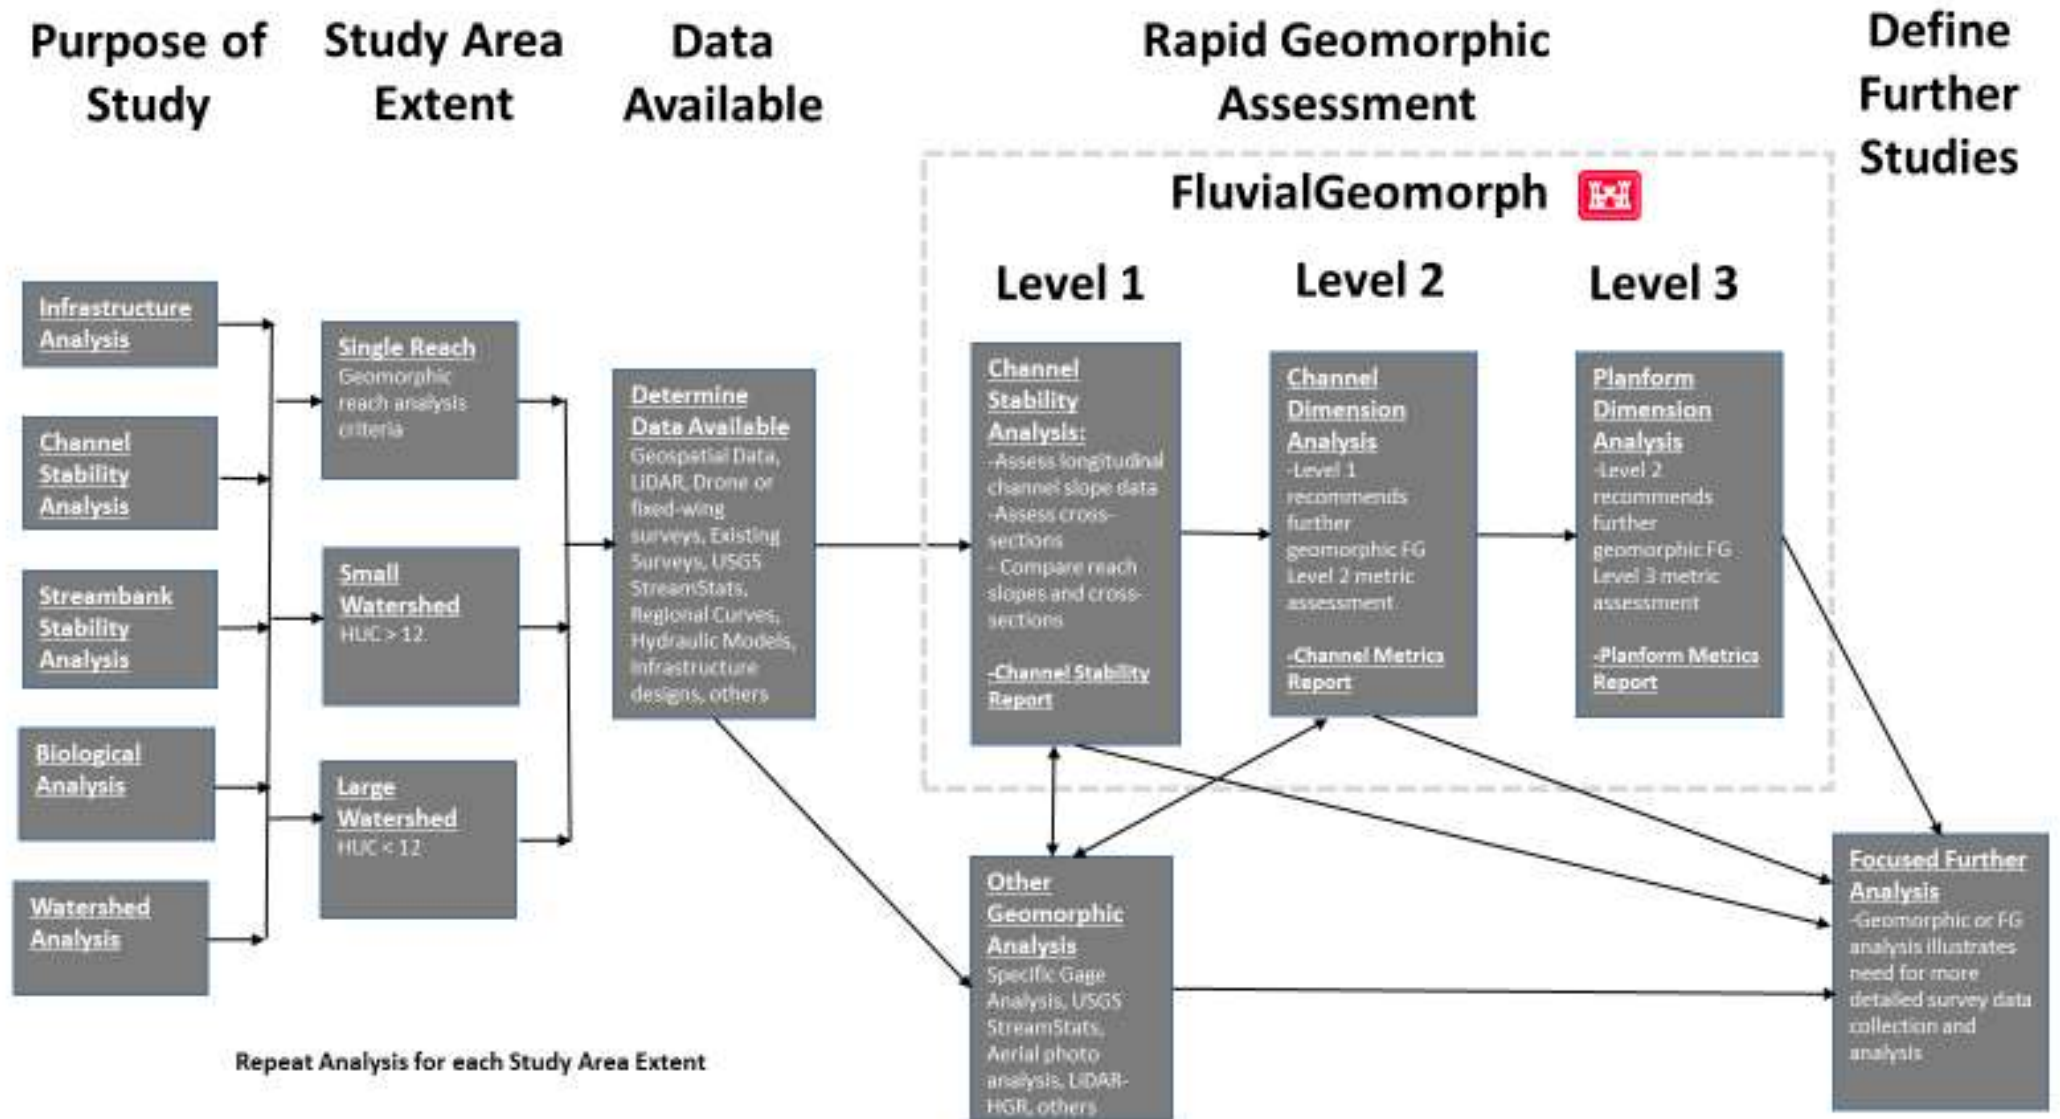 Purpose of
Study
Study Area
Extent
Data
Available
Rapid Geomorphic
Assessment
Define
Further
Studies
FluvialGeomorph
Level 1
Level 2
Level 3
Infrastructure
Analysis
Channel
Stability
Analysis
Streambank
Stability
Analysis
Biological
Analysis
Watershed
Analysis
Single Reach
Geomorphic
reach analysis
criteria
Small
Watershed
HUC > 12
Large
Watershed
HUC < 12
Determine
Data Available
Geospatial Data,
LiDAR, Drone or
fixed-wing
surveys, Existing
Surveys, USGS
StreamStats,
Regional Curves,
Hydraulic Models,
Infrastructure
designs, others
Channel
Stability
Analysis:
-Assess longitudinal
channel slope data
-Assess cross-
sections
- Compare reach
slopes and cross-
sections
-Channel Stability
Report
Channel
Dimension
Analysis
-Level 1
recommends
further
geomorphic FG
Level 2 metric
assessment
-Channel Metrics
Report
Planform
Dimension
Analysis
-Level 2
recommends
further
geomorphic FG
Level 3 metric
assessment
-Planform Metrics
Report
Other
Geomorphic
Analysis
Specific Gage
Analysis, USGS
StreamStats,
Aerial photo
analysis, LiDAR-
HGR, others
Focused Further
Analysis
-Geomorphic or FG
analysis illustrates
need for more
detailed survey data
collection and
analysis
Repeat Analysis for each Study Area Extent